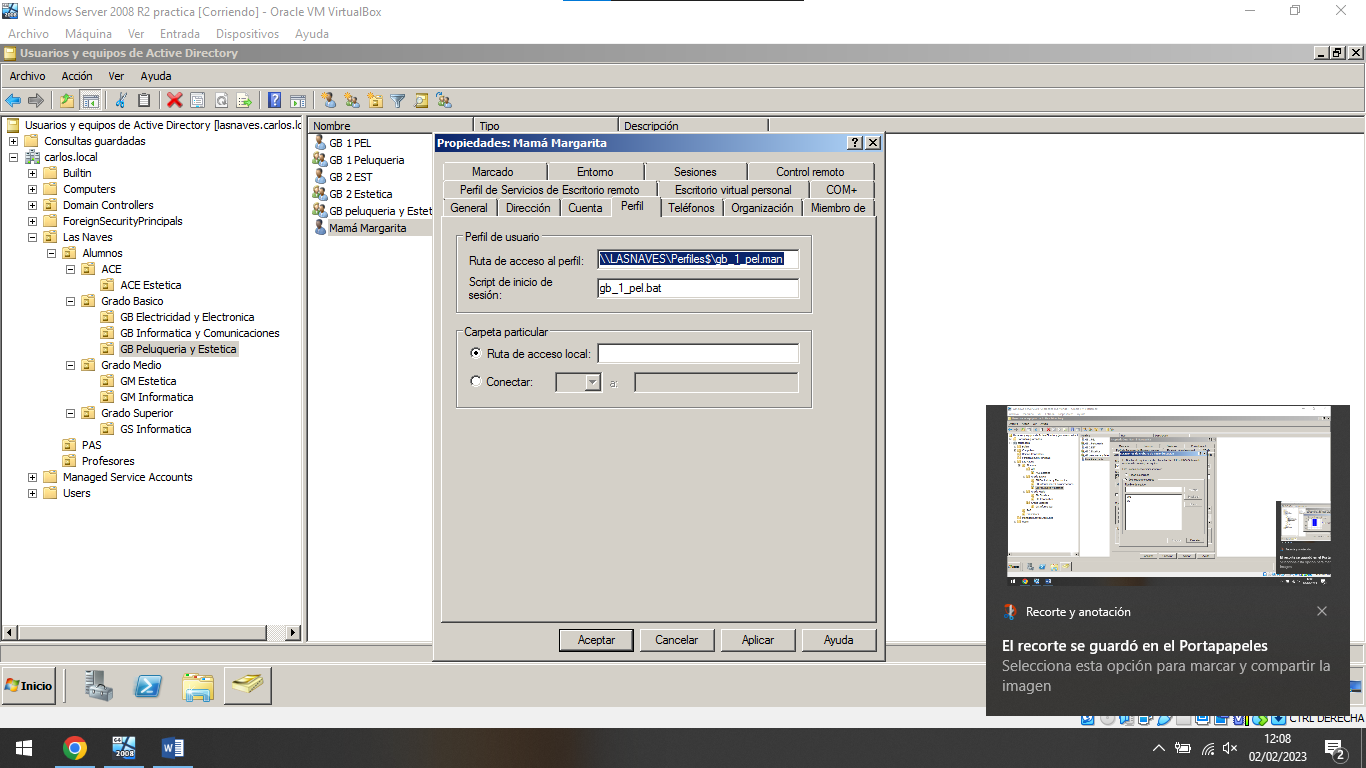 Windows Server 2008 R2 practica [Corriendo] - Oracle VM VirtualBox
Archivo Máquina Ver Entrada Dispositivos Ayuda
Usuarios y equipos de Active Directory
Archivo Acción Ver Ayuda
Usuarios y equipos de Active Directory [lasnaves.carlos.lo
Consultas guardadas
carlos.local
Builtin
Computers
Domain Controllers
ForeignSecurityPrincipals
Las Naves
Alumnos
ACE
ACE Estetica
Grado Basico
GB Electricidad y Electronica
GB Informatica y Comunicaciones
GB Peluqueria y Estetica
Grado Medio
GM Estetica
GM Informatica
Grado Superior
GS Informatica
PAS
Profesores
Managed Service Accounts
Users
Nombre Tipo Descripción
GB 1 PEL
GB 1 Peluqueria
GB 2 EST
GB 2 Estetica
GB peluqueria y Estet
Mamá Margarita
Propiedades: Mamá Margarita
Marcado Entorno Sesiones Control remoto
Perfil de Servicios de Escritorio remoto Escritorio virtual personal COM+
General Dirección Cuenta Perfil Teléfonos Organización Miembro de
Perfil de usuario
Ruta de acceso al perfil: \\LASNAVES\Perfiles$\gb_1_pel.man
Script de inicio de
sesión: gb_1_pel.bat
Carpeta particular
Ruta de acceso local:
Conectar: a:
Aceptar Cancelar Aplicar Ayuda
Recorte y anotación
El recorte se guardó en el Portapapeles
Selecciona esta opción para marcar y compartir la
imagen
Inicio
CTRL DERECHA
2008
12:08
02/02/2023
2